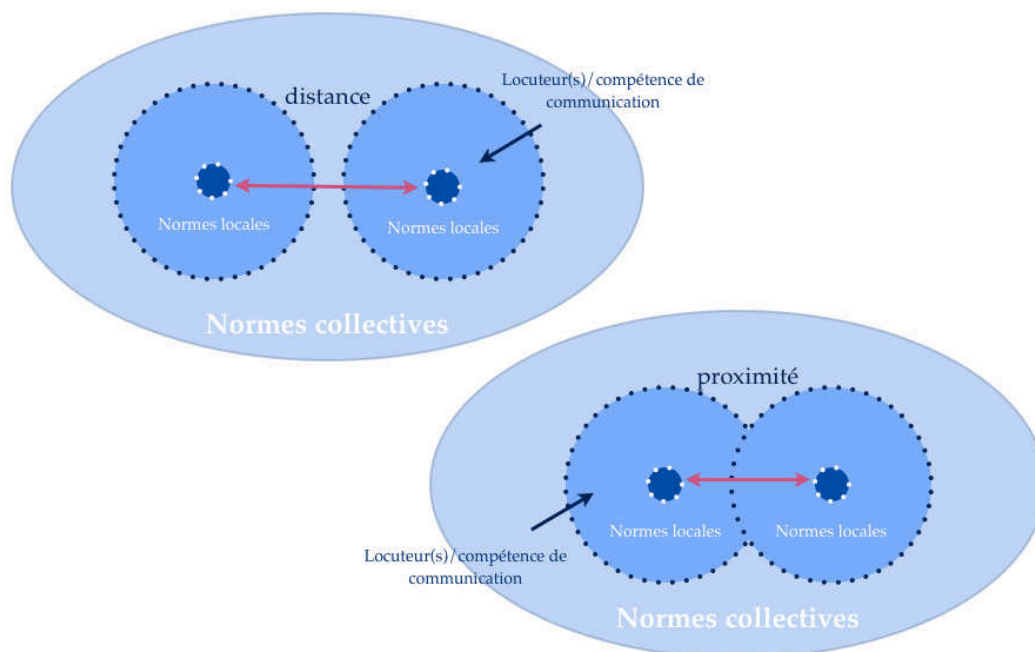 Locuteur(s)/compétence de
communication
distance
Normes locales
Normes locales
Normes collectives
proximité
Normes locales
Normes locales
Locuteur(s)/compétence de
communication
Normes collectives